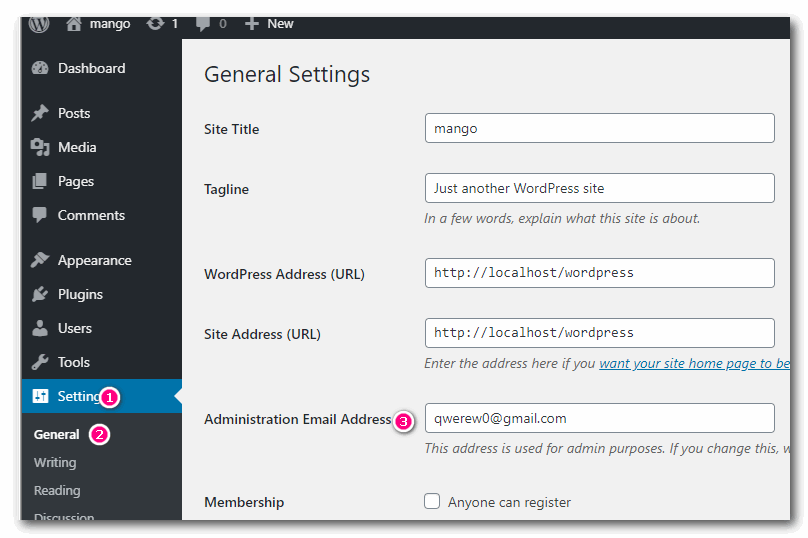 mango 1 0 New
Dashboard
Posts
Media
Pages
Comments
Appearance
Plugins
Users
Tools
Setting 1
General 2
Writing
Reading
Discussion
General Settings
Site Title mango
Tagline Just another WordPress site
In a few words, explain what this site is about.
WordPress Address (URL) http://localhost/wordpress
Site Address (URL) http://localhost/wordpress
Enter the address here if you want your site home page to be
Administration Email Address 3 qwerew0@gmail.com
This address is used for admin purposes. If you change this, w
Membership Anyone can register